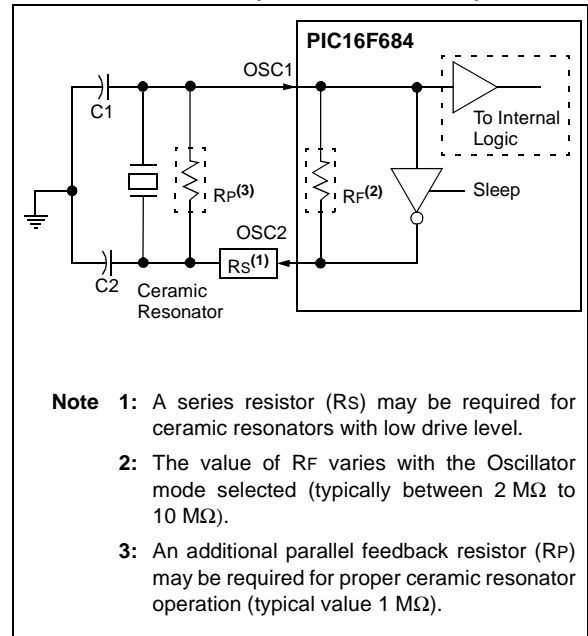 PIC16F684
OSC1
C1
To Internal
Logic
RP(3)
RF(2)
Sleep
OSC2
RS(1)
C2
Ceramic
Resonator
Note 1: A series resistor (RS) may be required for
ceramic resonators with low drive level.
2: The value of RF varies with the Oscillator
mode selected (typically between 2 MΩ to
10 MΩ).
3: An additional parallel feedback resistor (RP)
may be required for proper ceramic resonator
operation (typical value 1 MΩ).